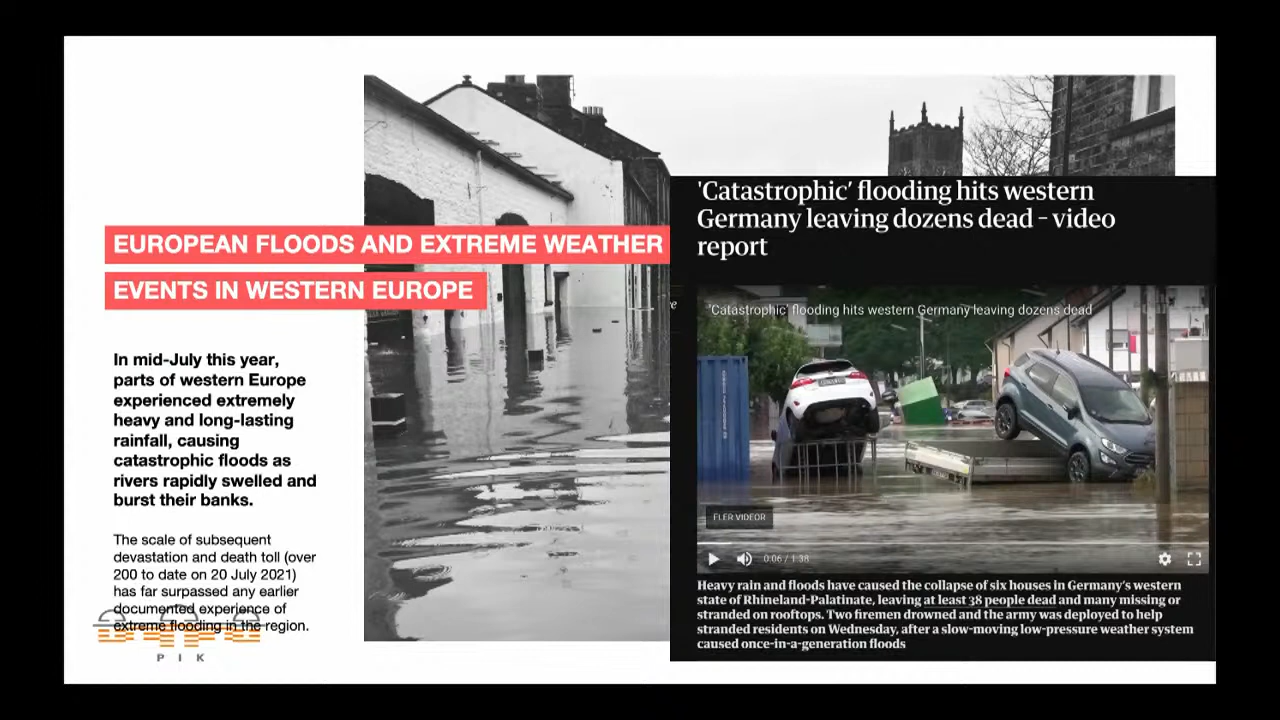 EUROPEAN FLOODS AND EXTREME WEATHER
EVENTS IN WESTERN EUROPE
In mid-July this year,
parts of western Europe
experienced extremely
heavy and long-lasting
rainfall, causing
catastrophic floods as
rivers rapidly swelled and
burst their banks.
The scale of subsequent
devastation and death toll (over
200 to date on 20 July 2021)
has far surpassed any earlier
documented experience of
extreme flooding in the region.
P I K
'Catastrophic' flooding hits western
Germany leaving dozens dead – video
report
'Catastrophic' flooding hits western Germany leaving dozens dead
FLER VIDEOR
0:06 / 1:38
Heavy rain and floods have caused the collapse of six houses in Germany's western
state of Rhineland-Palatinate, leaving at least 38 people dead and many missing or
stranded on rooftops. Two firemen drowned and the army was deployed to help
stranded residents on Wednesday, after a slow-moving low-pressure weather system
caused once-in-a-generation floods